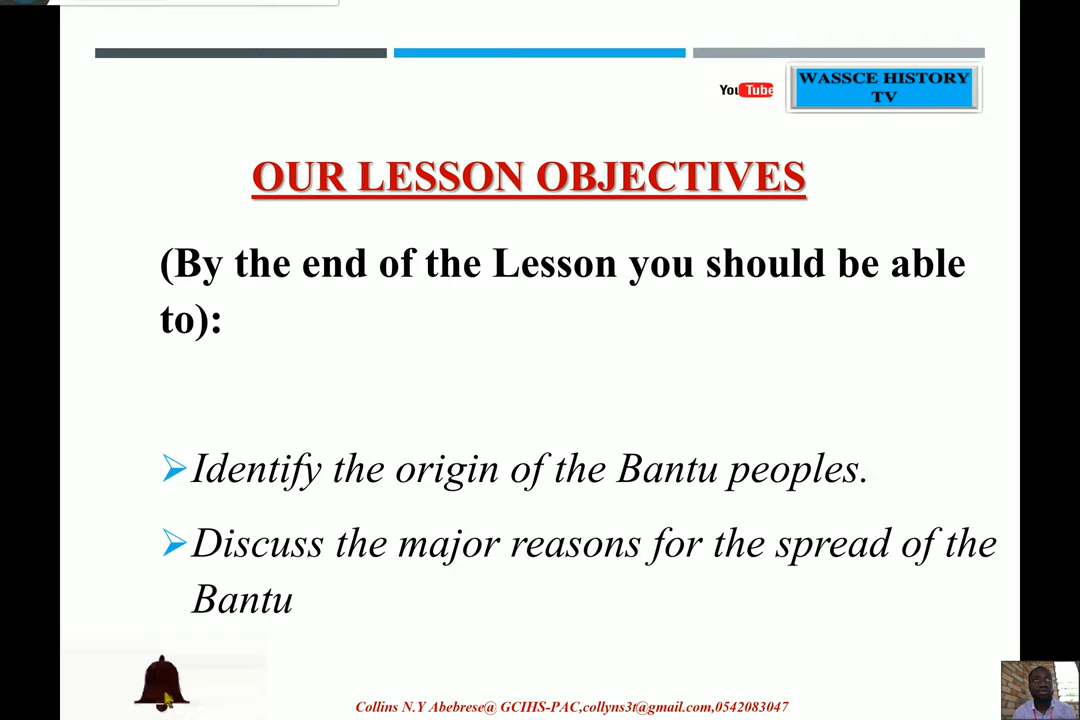 You Tube
WASSCE HISTORY
TV
OUR LESSON OBJECTIVES
(By the end of the Lesson you should be able
to):
Identify the origin of the Bantu peoples.
Discuss the major reasons for the spread of the
Bantu
Collins N.Y Abebrese@ GCIHS-PAC,collyns3t@gmail.com,0542083047